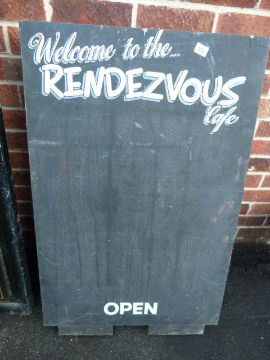 Welcome to the...
RENDEZVOUS
Cafe
OPEN